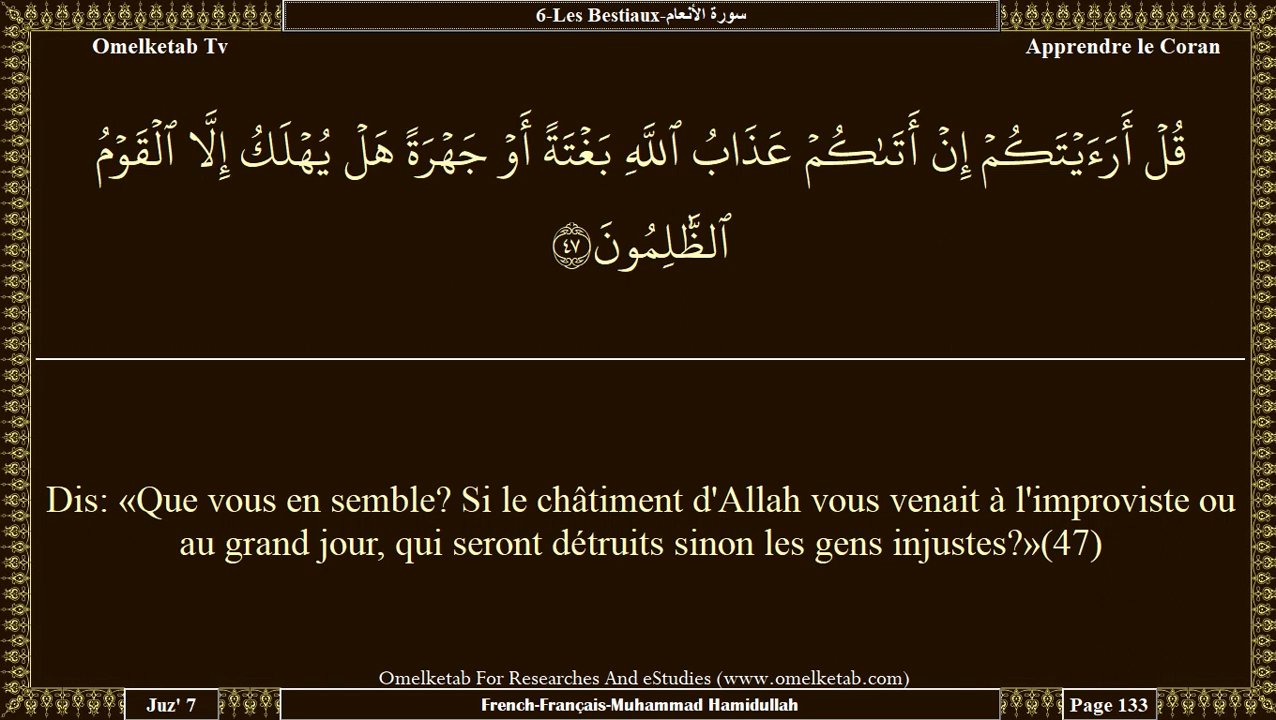 6-Les Bestiaux-سورة الأنعام
Omelketab Tv
Apprendre le Coran
قُلۡ أَرَءَيۡتَكُمۡ إِنۡ أَتَىٰكُمۡ عَذَابُ ٱللَّهِ بَغۡتَةً أَوۡ جَهۡرَةً هَلۡ يُهۡلَكُ إِلَّا ٱلۡقَوۡمُ
ٱلظَّٰلِمُونَ ٤٧
Dis: «Que vous en semble? Si le châtiment d'Allah vous venait à l'improviste ou
au grand jour, qui seront détruits sinon les gens injustes?»(47)
Omelketab For Researches And eStudies (www.omelketab.com)
Juz' 7
French-Français-Muhammad Hamidullah
Page 133